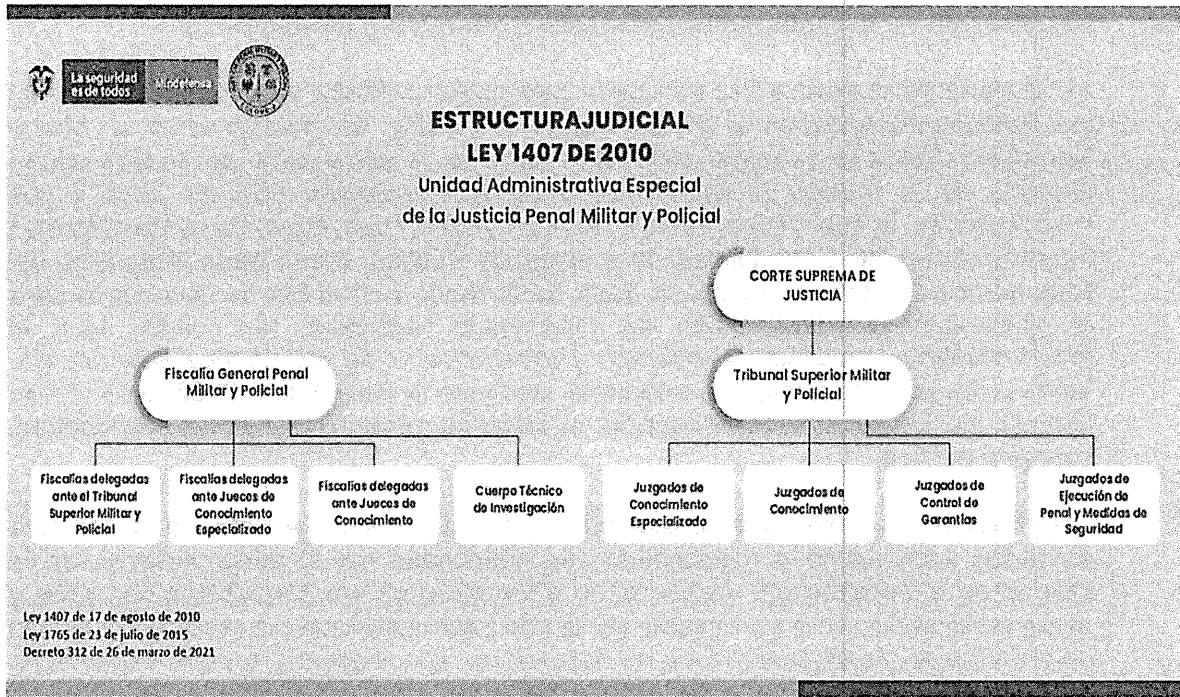 La seguridad
es de todos
Mindefensa
ESTRUCTURAJUDICIAL
LEY 1407 DE 2010
Unidad Administrativa Especial
de la Justicia Penal Militar y Policial
CORTE SUPREMA DE
JUSTICIA
Fiscalía General Penal
Militar y Policial
Tribunal Superior Militar
y Policial
Fiscalías delegadas
ante el Tribunal
Superior Militar y
Policial
Fiscalías delegadas
ante Jueces de
Conocimiento
Especializado
Fiscalías delegadas
ante Jueces de
Conocimiento
Cuerpo Técnico
de Investigación
Juzgados de
Conocimiento
Especializado
Juzgados de
Conocimiento
Juzgados de
Control de
Garantías
Juzgados de
Ejecución de
Penal y Medidas de
Seguridad
Ley 1407 de 17 de agosto de 2010
Ley 1765 de 23 de julio de 2015
Decreto 312 de 26 de marzo de 2021